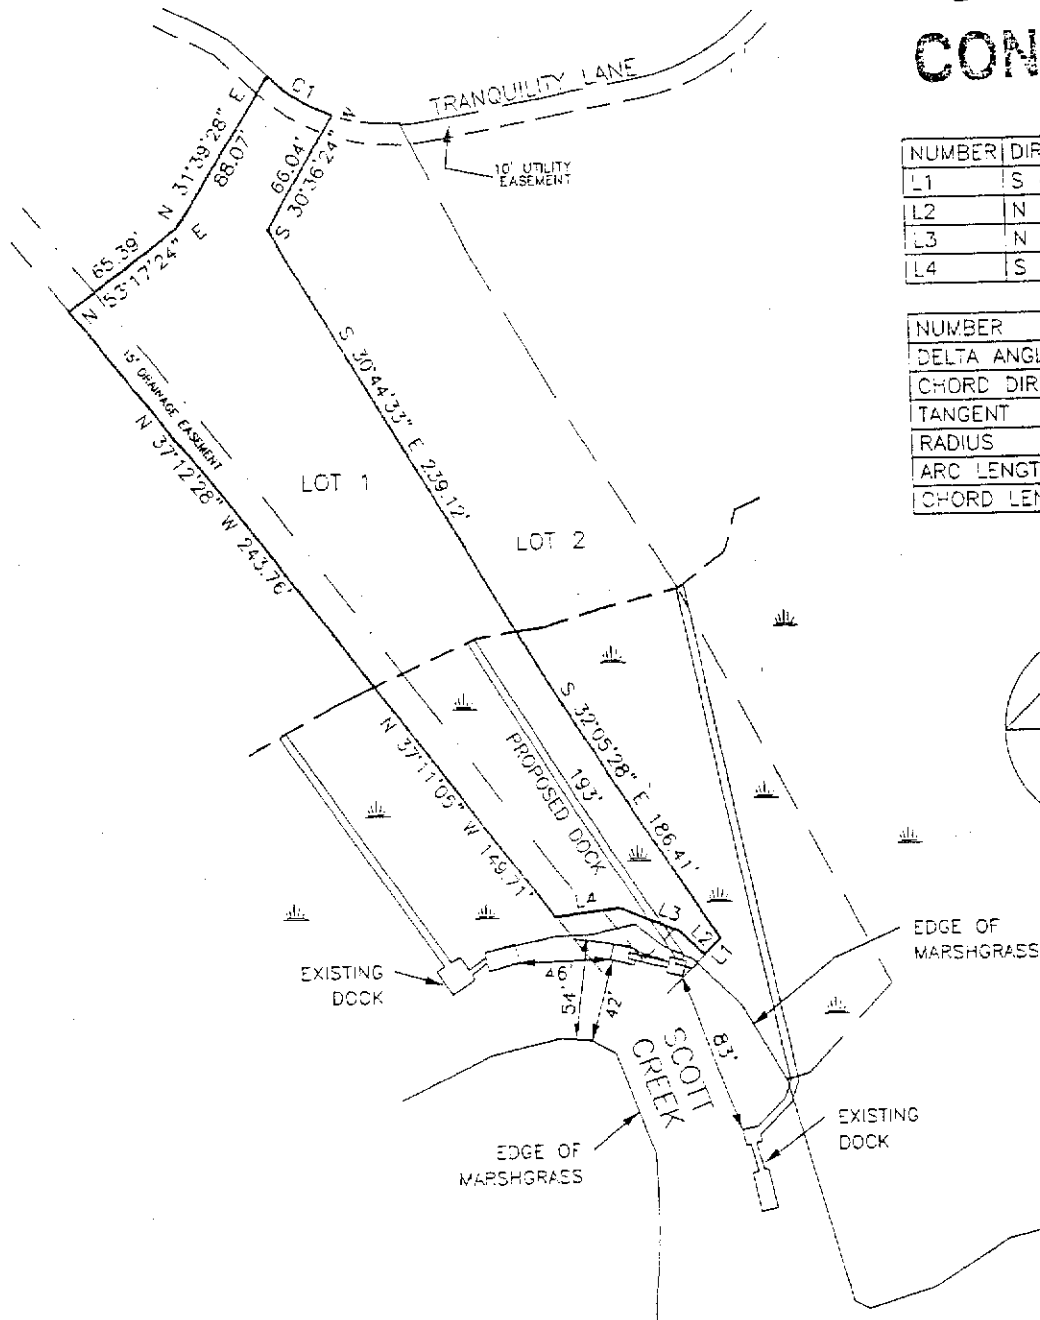 CON
C1
TRANQUILITY LANE
10' UTILITY
EASEMENT
N 31°39'28" E
88.07'
66.04'
S 30°36'24" W
65.39'
N 53°17'24" E
NUMBER DIR
L1 S
L2 N
L3 N
L4 S
NUMBER
DELTA ANGL
CHORD DIR
TANGENT
RADIUS
ARC LENGT
CHORD LEN
15' DRAINAGE EASEMENT
N 37°12'28" W 243.76'
S 30°44'33" E 239.12'
LOT 1
LOT 2
N 37°11'05" W 149.71'
PROPOSED DOCK
193'
S 32°05'28" E 186.41'
L4
L3
L2
L1
EDGE OF
MARSHGRASS
EXISTING
DOCK
46'
54'
42'
83'
SCOTT
CREEK
EXISTING
DOCK
EDGE OF
MARSHGRASS